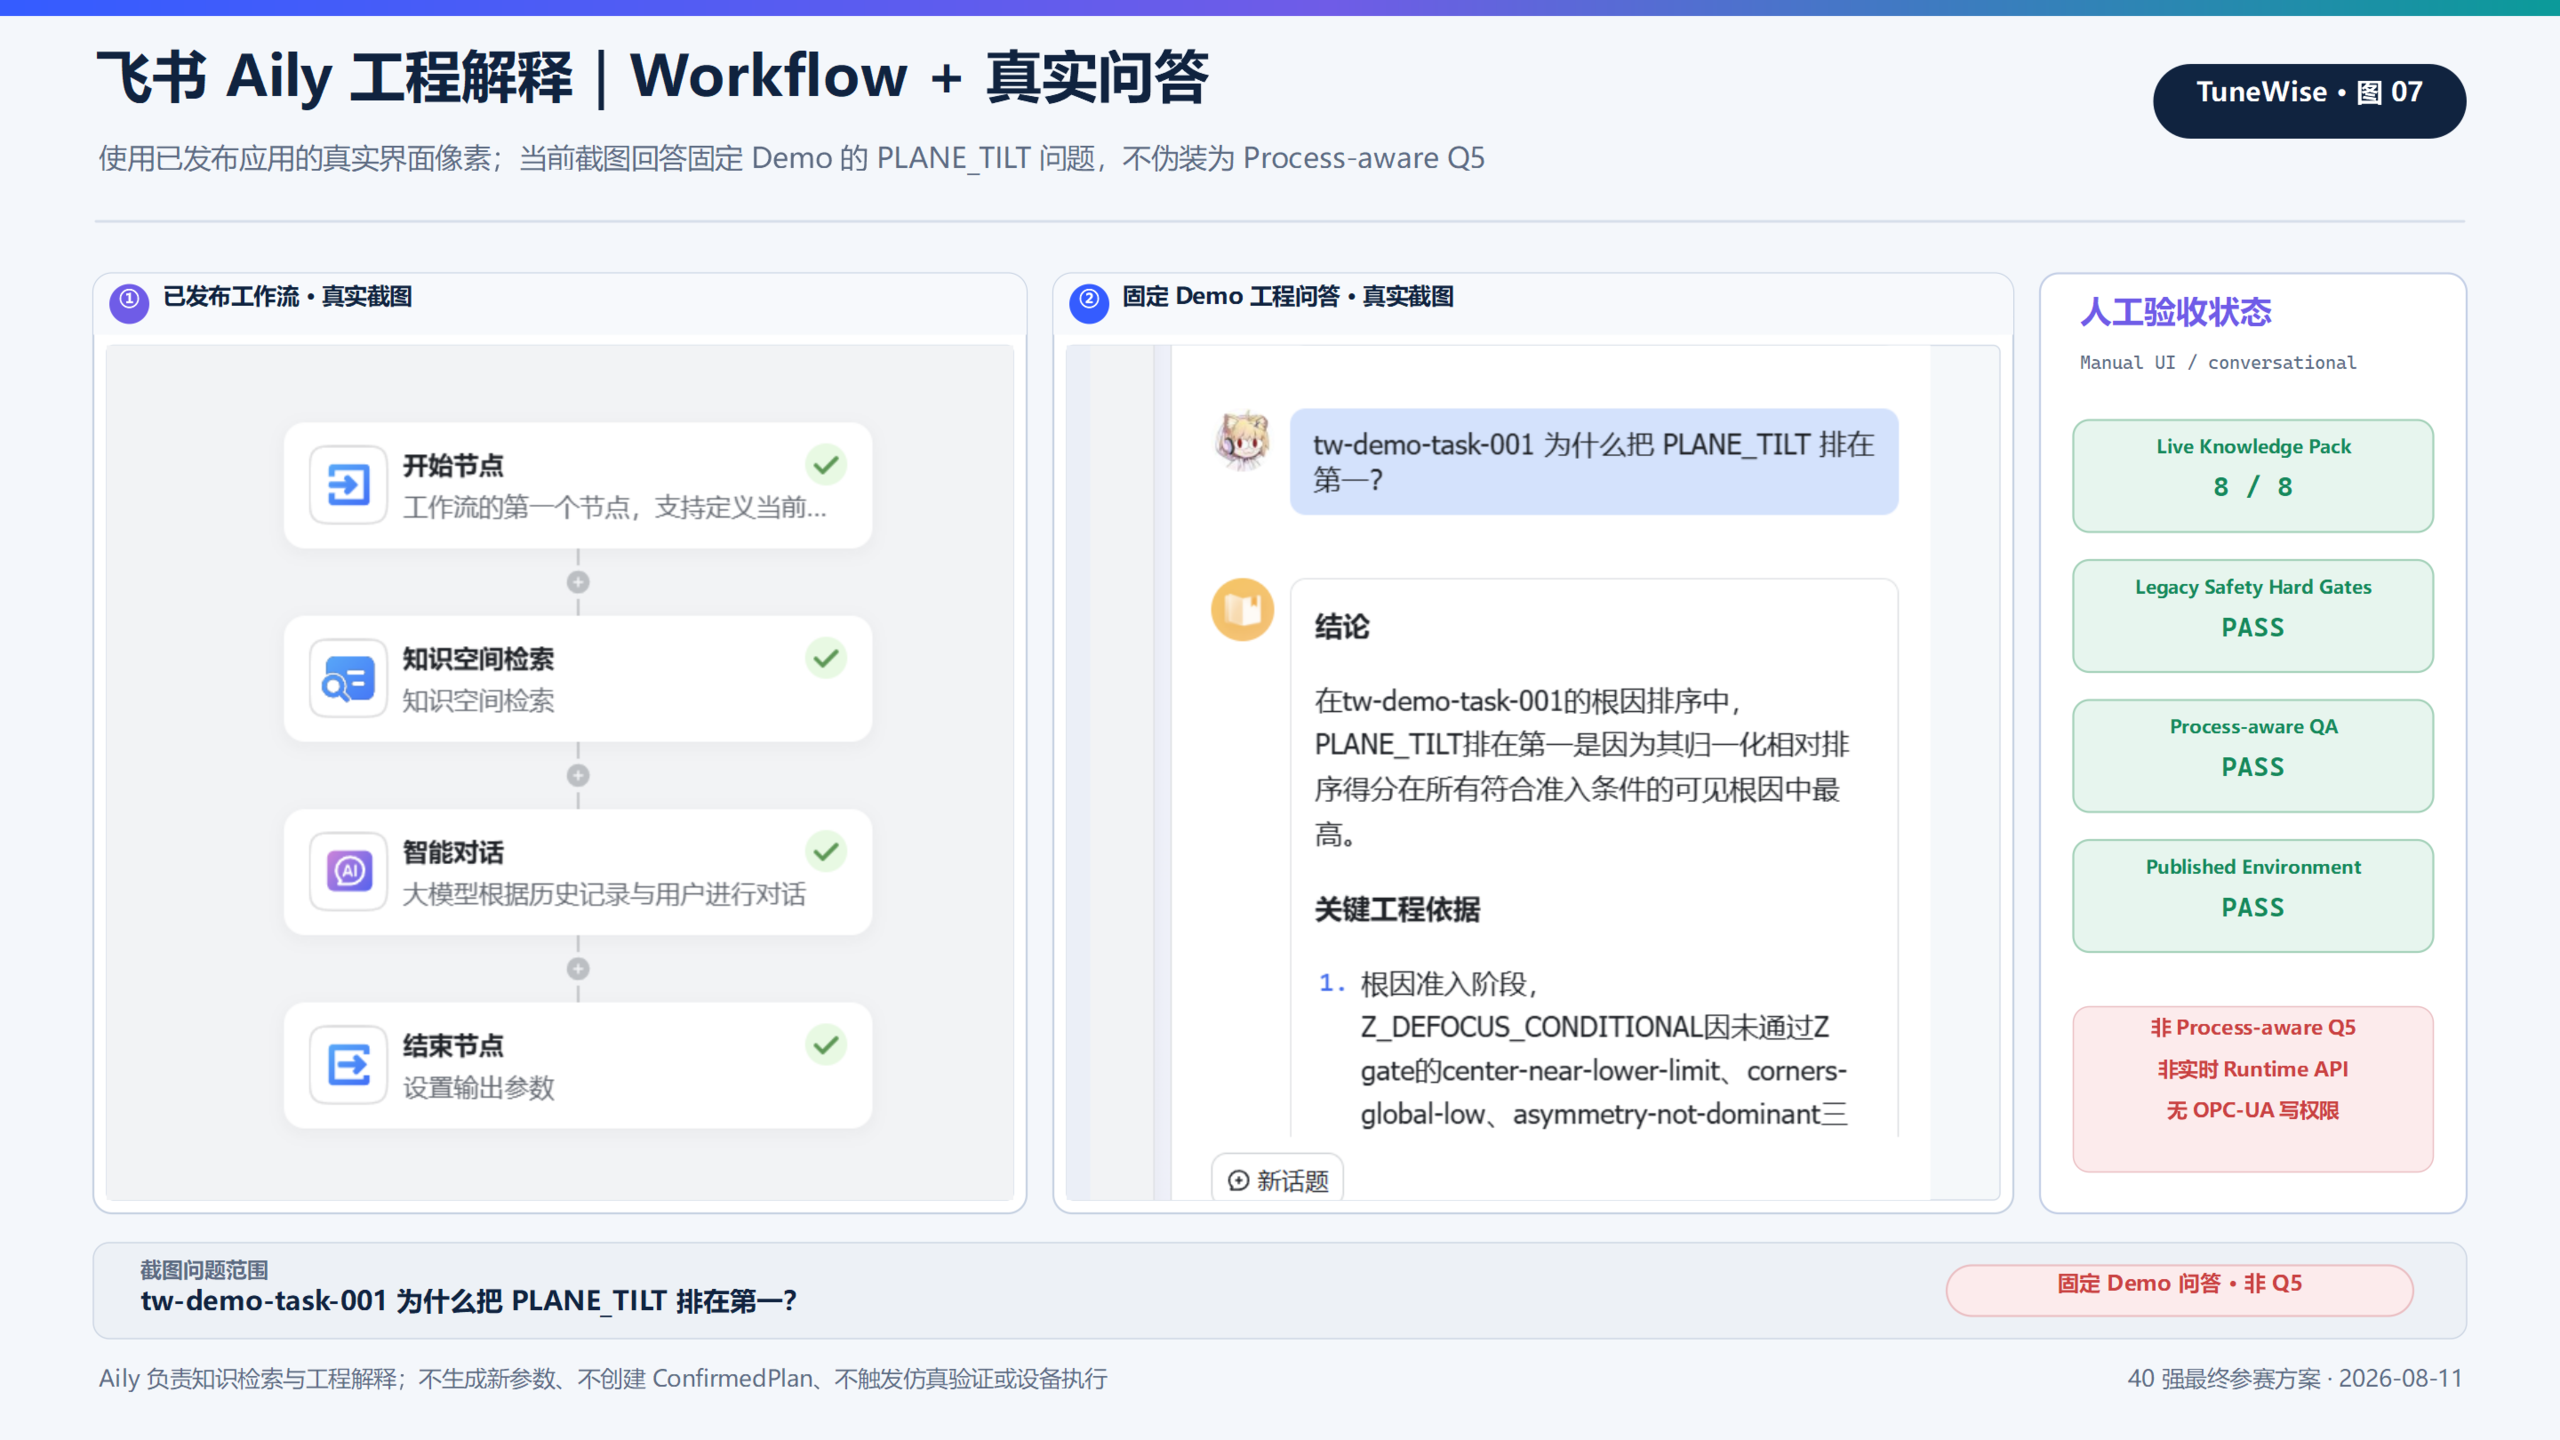 飞书 Aily 工程解释 | Workflow + 真实问答
TuneWise • 图 07
使用已发布应用的真实界面像素；当前截图回答固定 Demo 的 PLANE_TILT 问题，不伪装为 Process-aware Q5
① 已发布工作流 • 真实截图
开始节点
工作流的第一个节点，支持定义当前...
知识空间检索
知识空间检索
AI
智能对话
大模型根据历史记录与用户进行对话
结束节点
设置输出参数
② 固定 Demo 工程问答 • 真实截图
tw-demo-task-001 为什么把 PLANE_TILT 排在
第一？
结论
在tw-demo-task-001的根因排序中，
PLANE_TILT排在第一是因为其归一化相对排
序得分在所有符合准入条件的可见根因中最
高。
关键工程依据
1. 根因准入阶段，
Z_DEFOCUS_CONDITIONAL因未通过Z
gate的center-near-lower-limit、corners-
global-low、asymmetry-not-dominant三
新话题
人工验收状态
Manual UI / conversational
Live Knowledge Pack
8 / 8
Legacy Safety Hard Gates
PASS
Process-aware QA
PASS
Published Environment
PASS
非 Process-aware Q5
非实时 Runtime API
无 OPC-UA 写权限
截图问题范围
tw-demo-task-001 为什么把 PLANE_TILT 排在第一？
固定 Demo 问答 • 非 Q5
Aily 负责知识检索与工程解释；不生成新参数、不创建 ConfirmedPlan、不触发仿真验证或设备执行
40 强最终参赛方案 · 2026-08-11